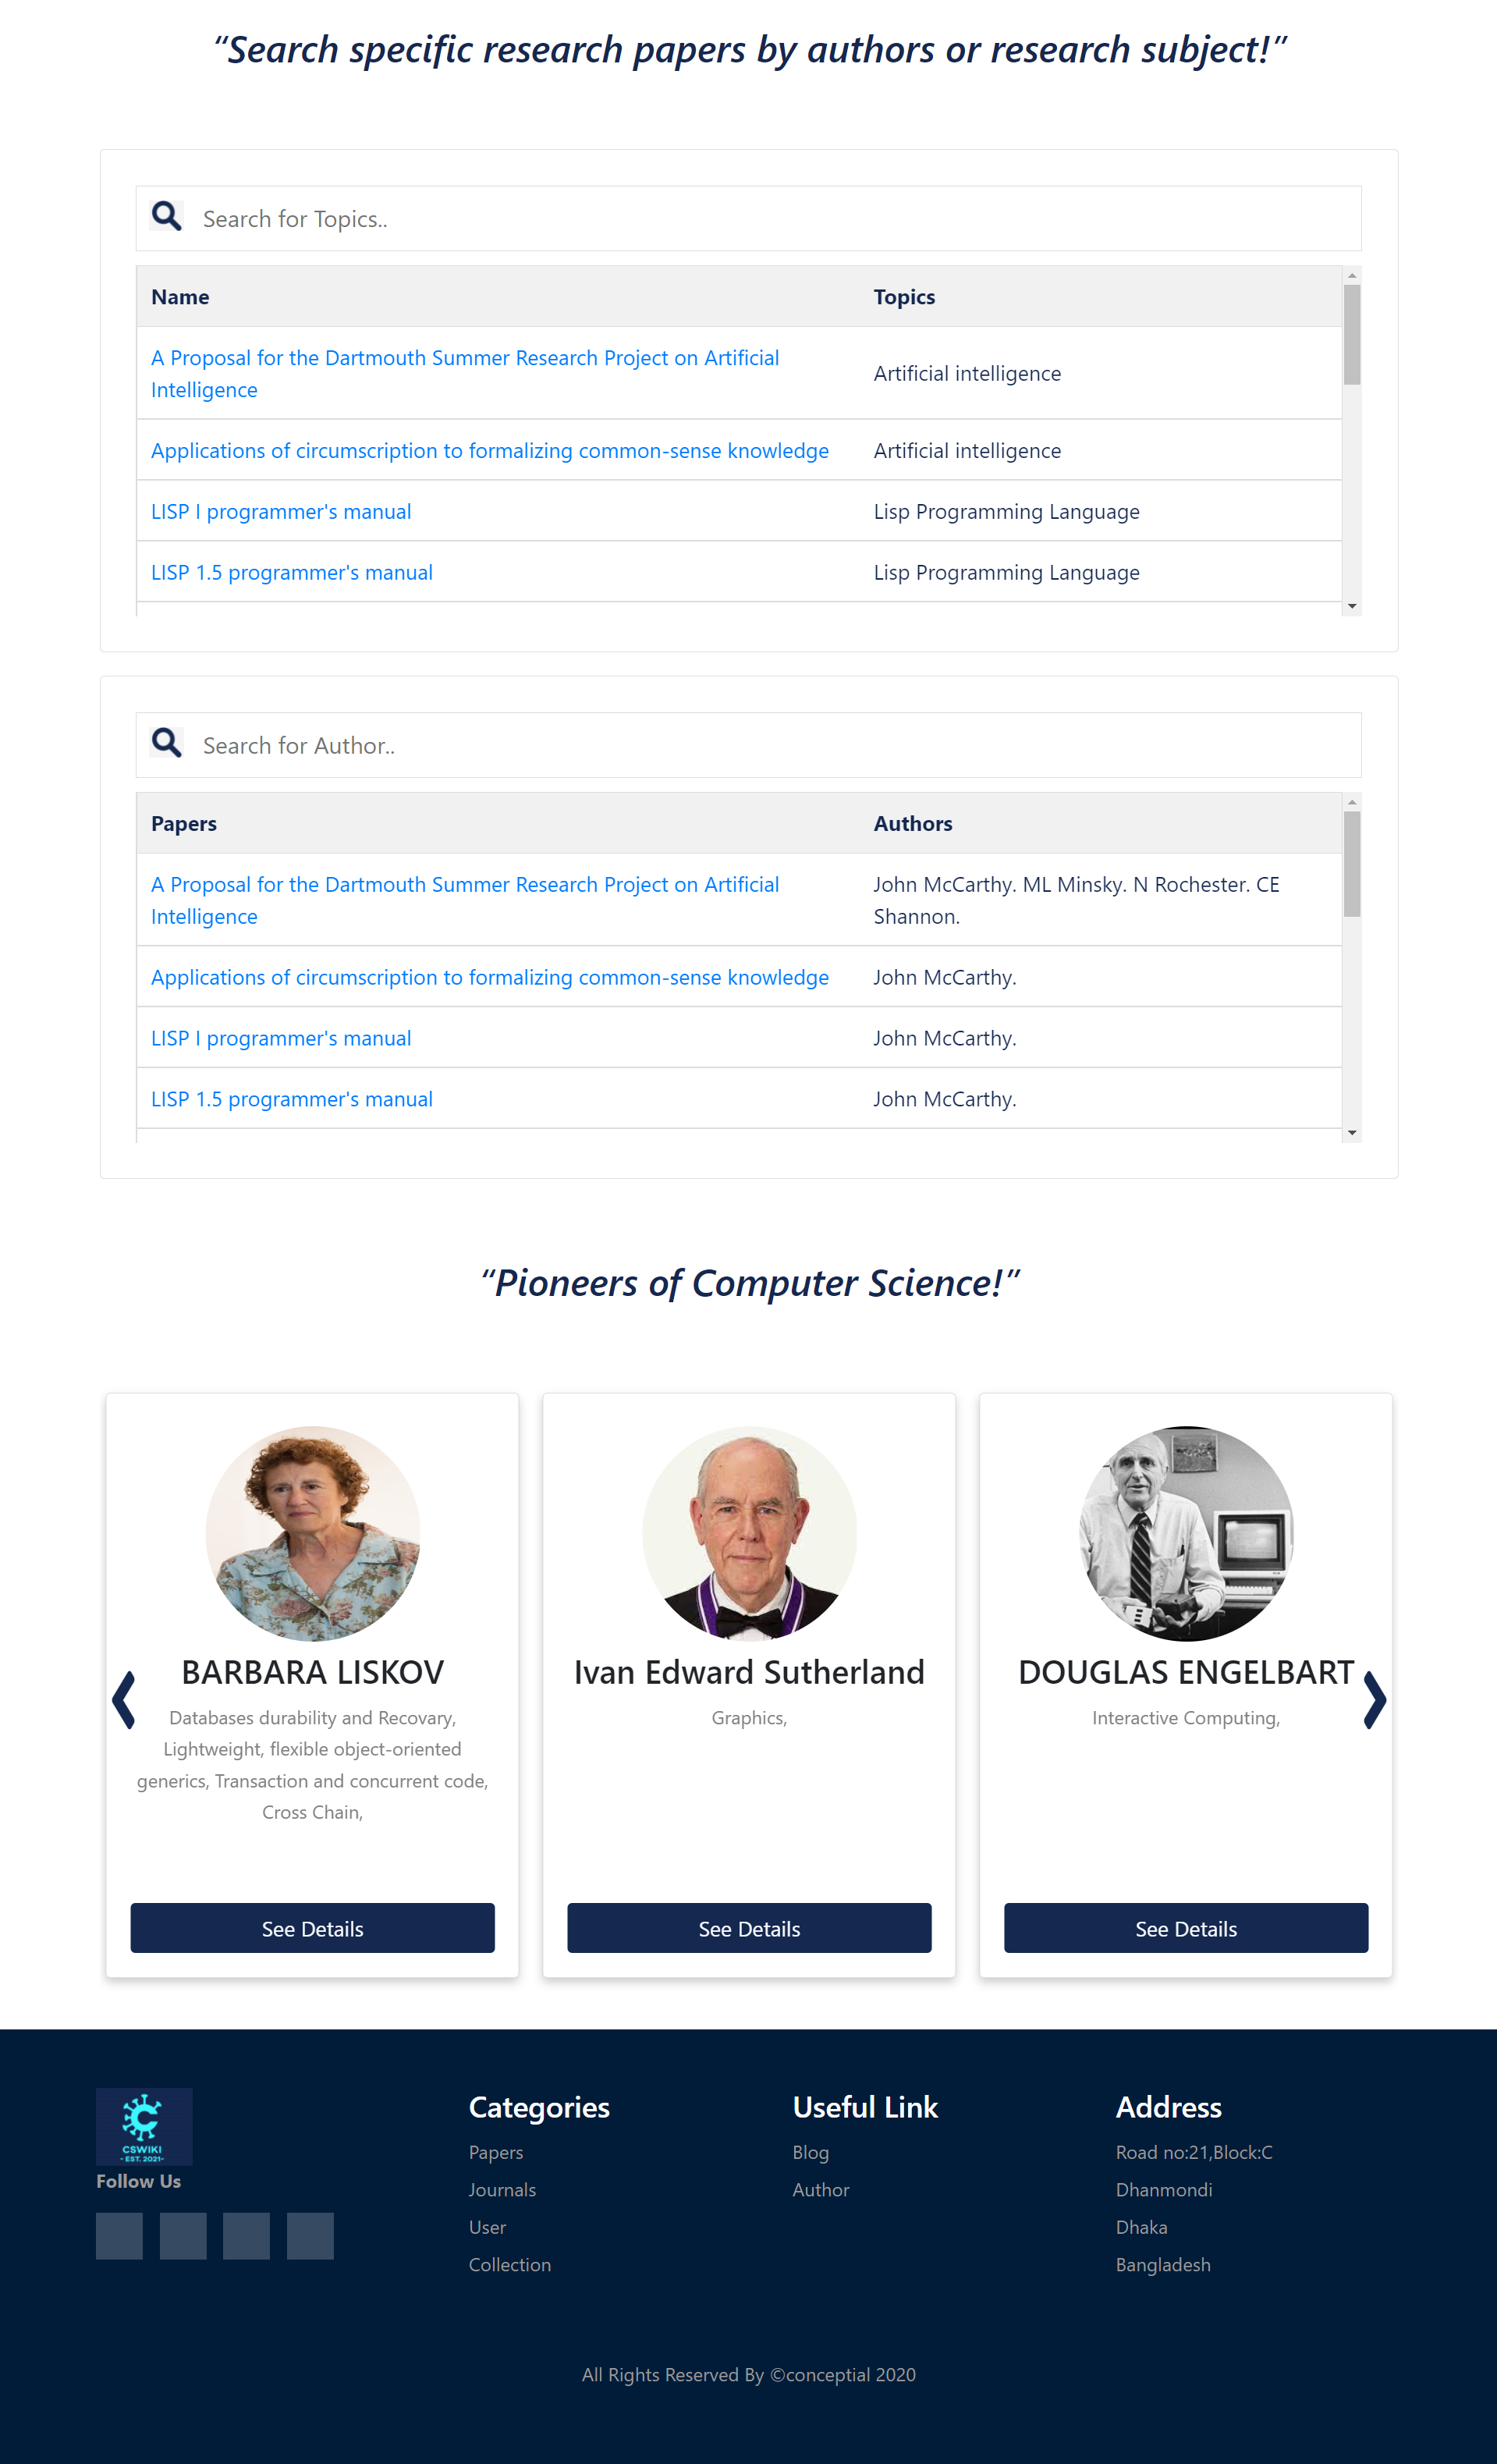 “Search specific research papers by authors or research subject!”
Search for Topics..
Name Topics
A Proposal for the Dartmouth Summer Research Project on Artificial
Intelligence
Artificial intelligence
Applications of circumscription to formalizing common-sense knowledge Artificial intelligence
LISP I programmer's manual Lisp Programming Language
LISP 1.5 programmer's manual Lisp Programming Language
Search for Author..
Papers Authors
A Proposal for the Dartmouth Summer Research Project on Artificial
Intelligence
John McCarthy. ML Minsky. N Rochester. CE
Shannon.
Applications of circumscription to formalizing common-sense knowledge John McCarthy.
LISP I programmer's manual John McCarthy.
LISP 1.5 programmer's manual John McCarthy.
“Pioneers of Computer Science!”
BARBARA LISKOV
Databases durability and Recovary,
Lightweight, flexible object-oriented
generics, Transaction and concurrent code,
Cross Chain,
See Details
Ivan Edward Sutherland
Graphics,
See Details
DOUGLAS ENGELBART
Interactive Computing,
See Details
CSWIKI
- EST. 2021-
Follow Us
Categories
Papers
Journals
User
Collection
Useful Link
Blog
Author
Address
Road no:21,Block:C
Dhanmondi
Dhaka
Bangladesh
All Rights Reserved By ©conceptial 2020